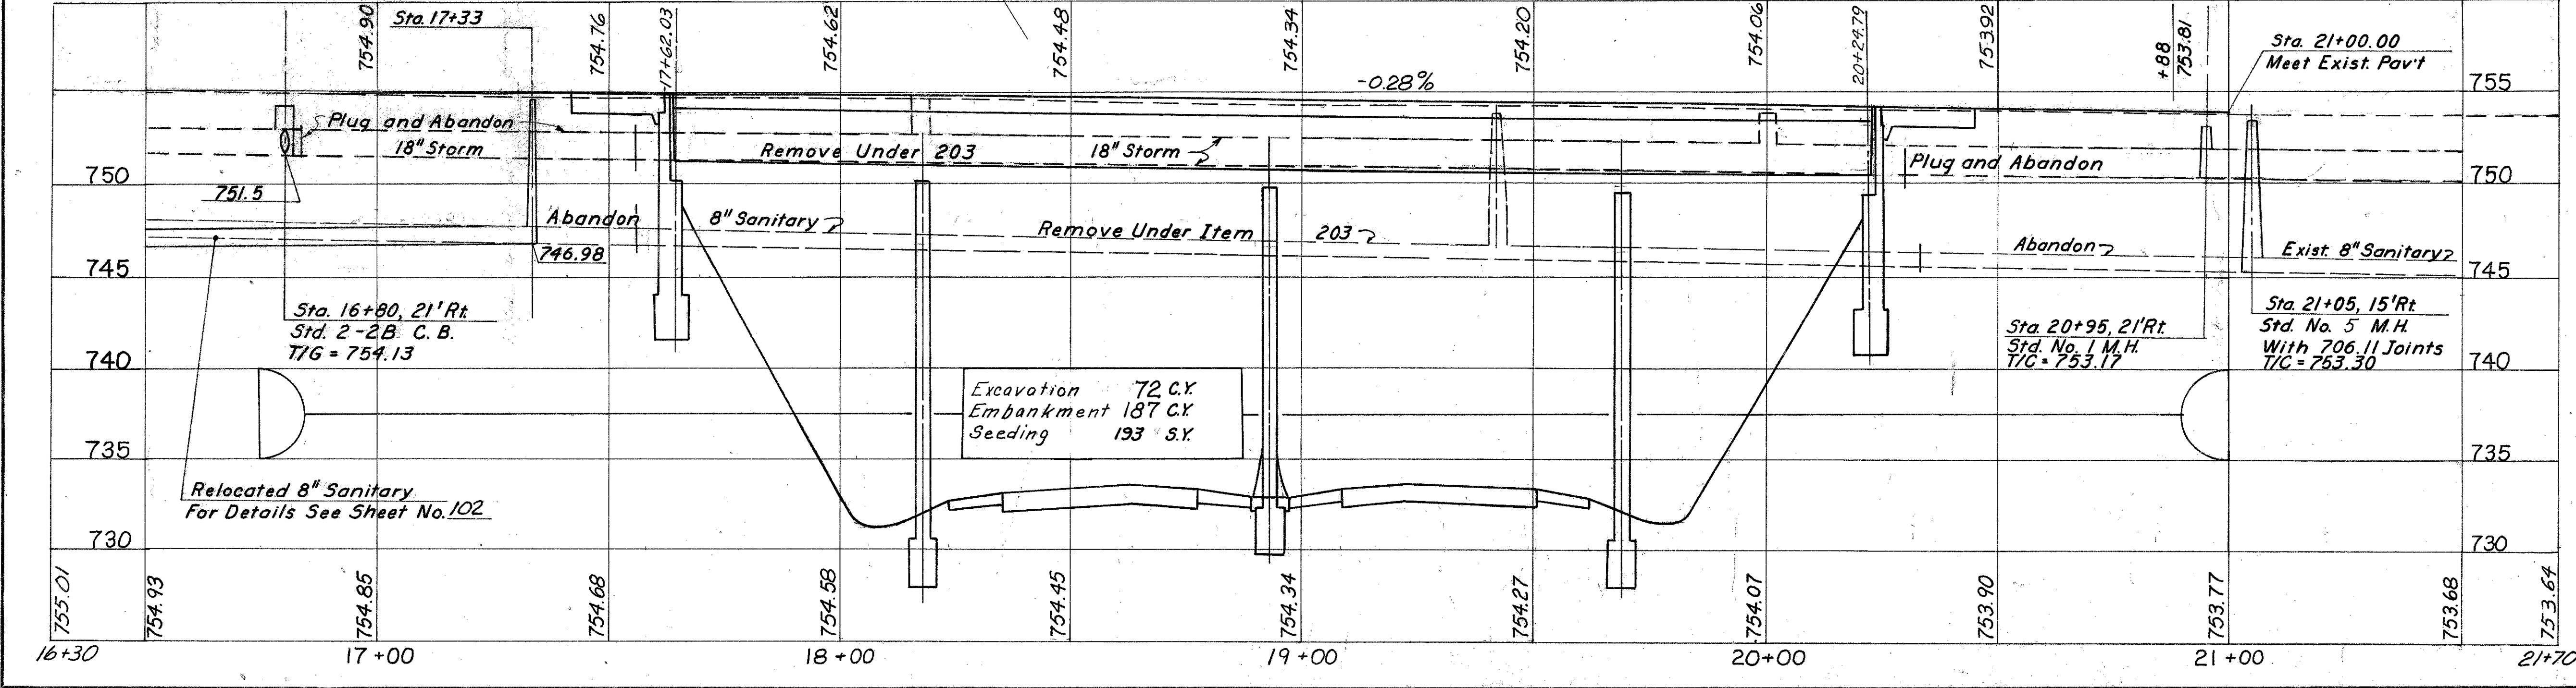 754.90
Sta. 17+33
754.76
17+62.03
754.62
754.48
754.34
754.20
754.06
20+24.79
753.92
+88
753.81
Sta. 21+00.00
Meet Exist. Pav't
-0.28%
755
Plug and Abandon
18" Storm
Remove Under 203
18" Storm
Plug and Abandon
750
750
751.5
Abandon
8" Sanitary
Remove Under Item 203
Abandon
Exist. 8" Sanitary
746.98
745
745
Sta. 16+80, 21' Rt.
Std. 2-2B C.B.
T/G = 754.13
Sta. 20+95, 21' Rt.
Std. No. 1 M.H.
T/C = 753.17
Sta. 21+05, 15' Rt.
Std. No. 5 M.H.
With 706.11 Joints
T/C = 753.30
740
740
Excavation 72 C.Y.
Embankment 187 C.Y.
Seeding 193 S.Y.
735
735
Relocated 8" Sanitary
For Details See Sheet No. 102
730
730
755.01
754.93
754.85
754.68
754.58
754.45
754.34
754.27
754.07
753.90
753.77
753.68
753.64
16+30
17+00
18+00
19+00
20+00
21+00
21+70